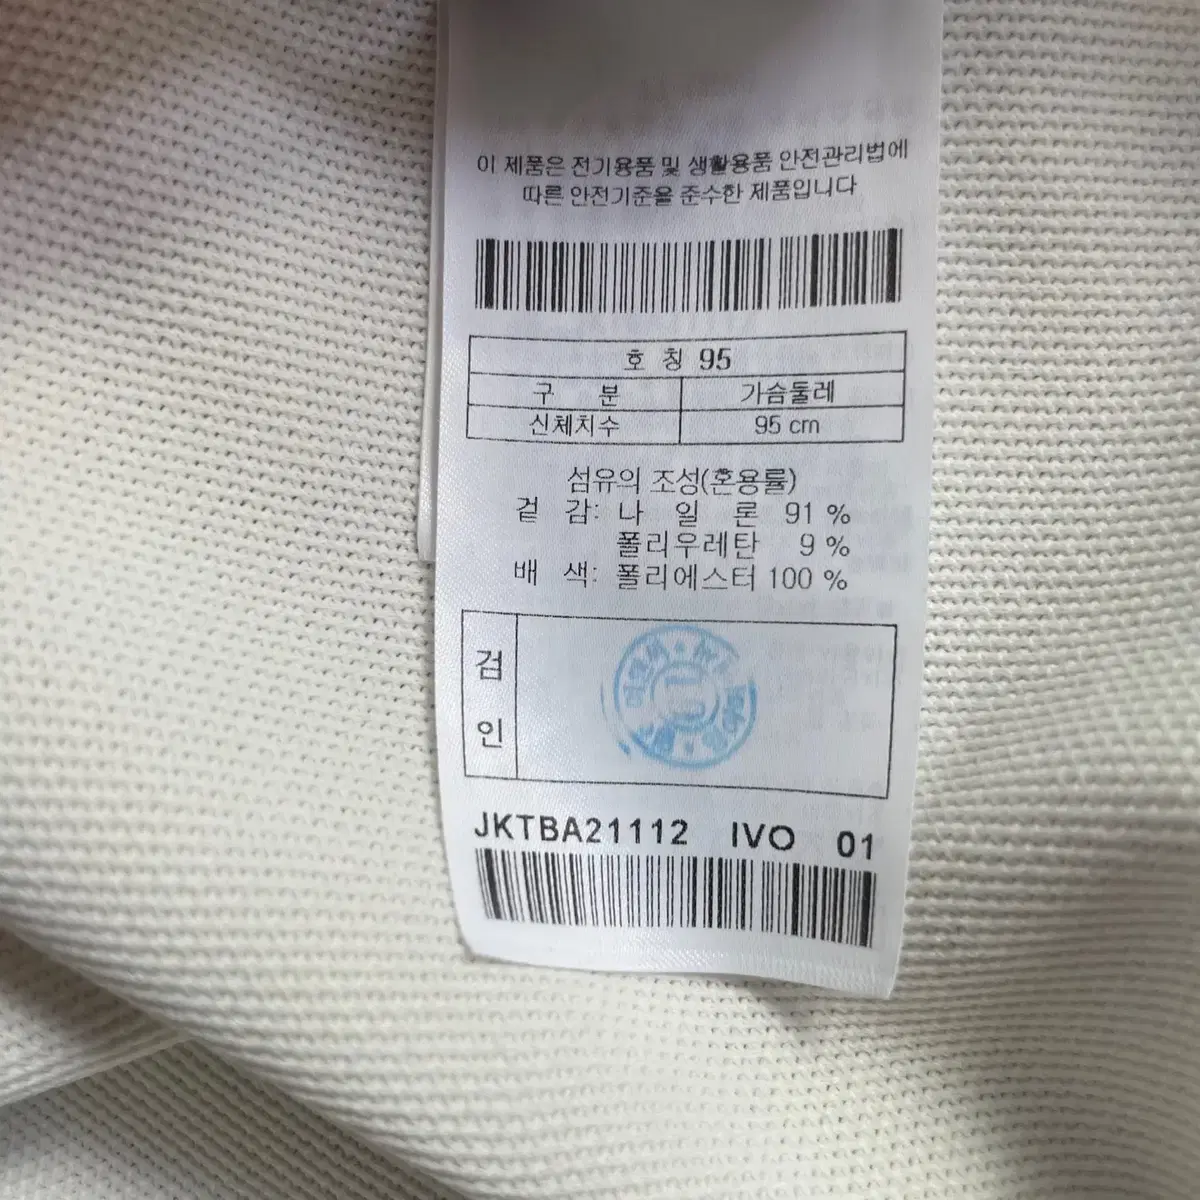 이 제품은 전기용품 및 생활용품 안전관리법에
따른 안전기준을 준수한 제품입니다
호 칭 95
구 분 가슴둘레
신체치수 95 cm
섬유의 조성(혼용률)
겉 감: 나 일 론 91 %
폴리우레탄 9 %
배 색: 폴리에스터 100 %
검
인
JKTBA21112 IVO 01